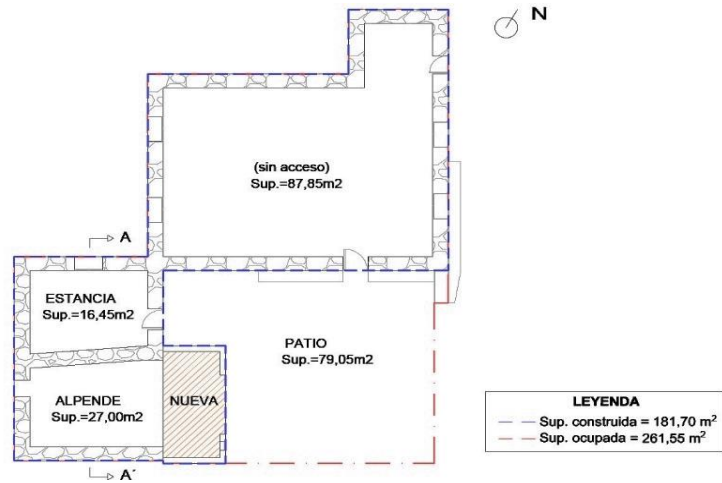 N
(sin acceso)
Sup.=87,85m2
A
ESTANCIA
Sup.=16,45m2
PATIO
Sup.=79,05m2
ALPENDE
Sup.=27,00m2
NUEVA
A´
LEYENDA
Sup. construida = 181,70 m²
Sup. ocupada = 261,55 m²